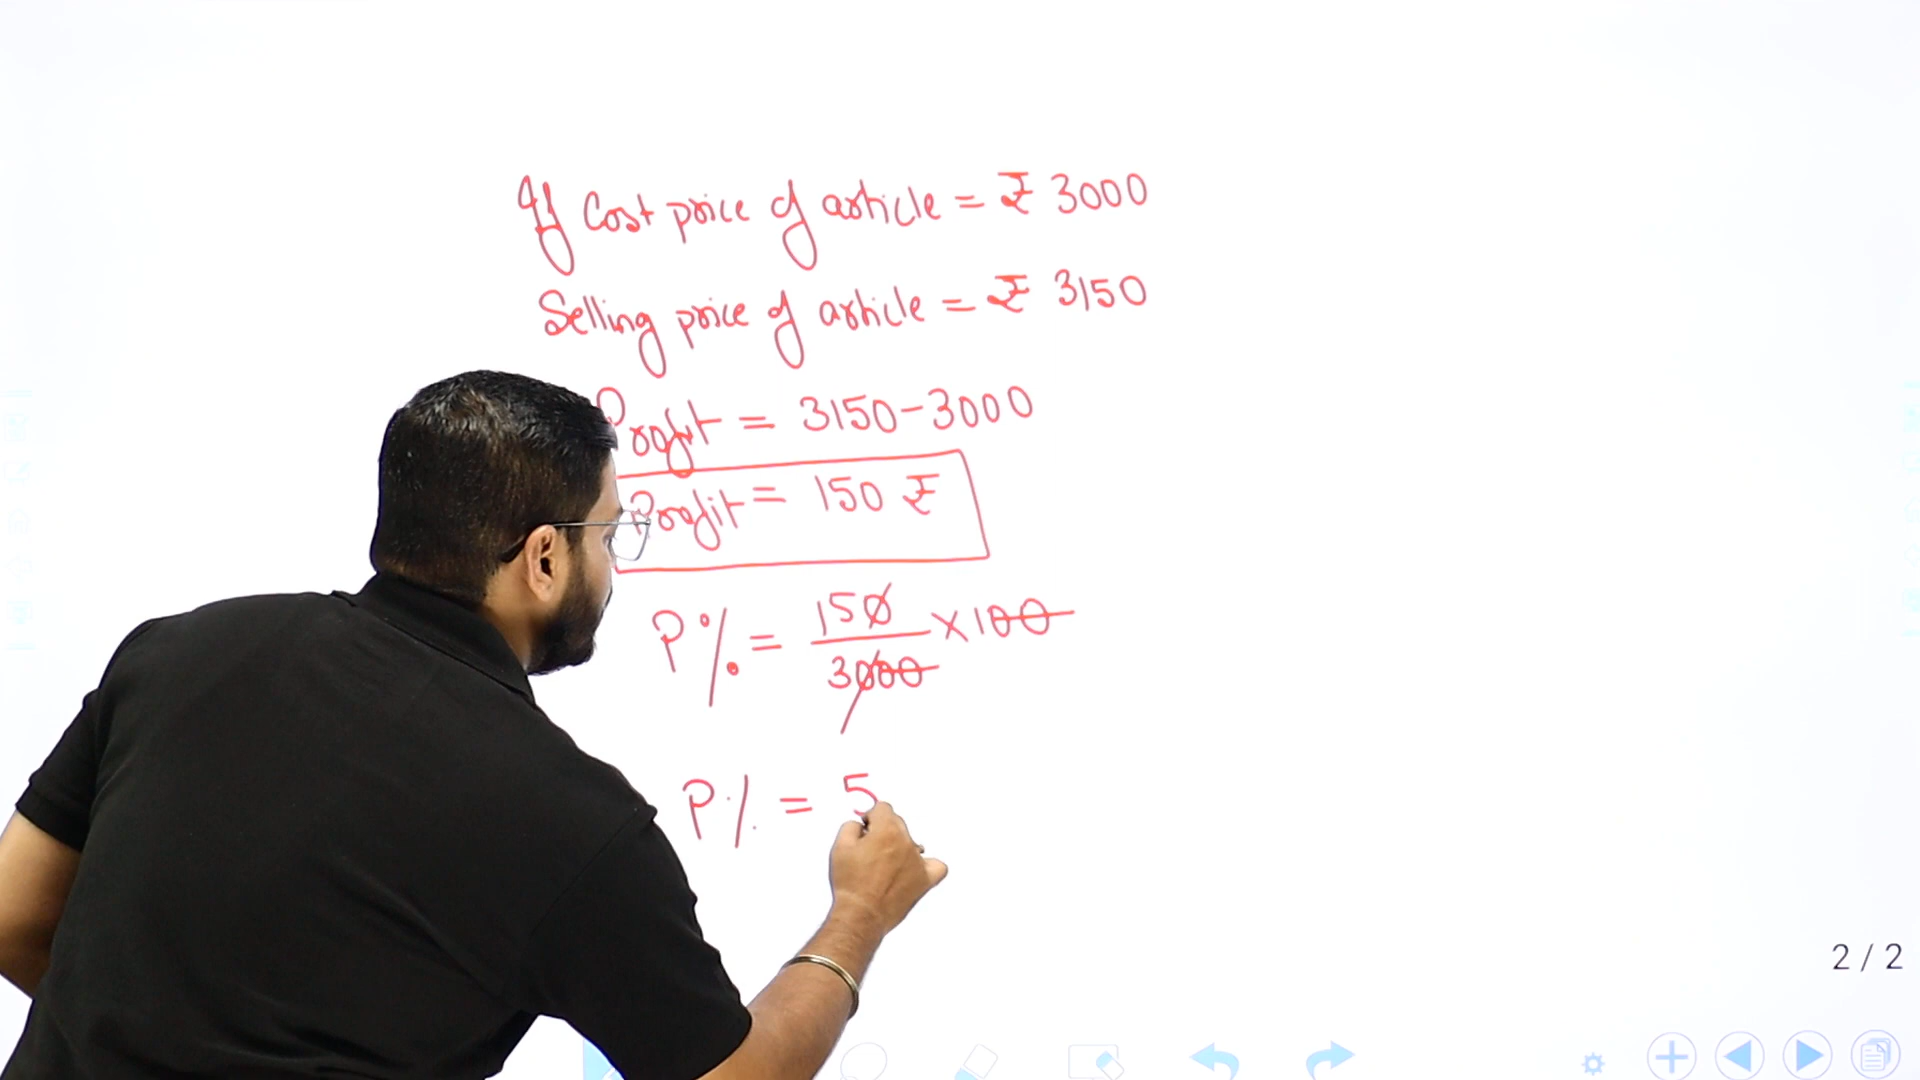 If Cost price of article = ₹ 3000
Selling price of article = ₹ 3150
Profit = 3150-3000
Profit = 150 ₹
P% = 150/3000 ×100
P% = 5
2 / 2